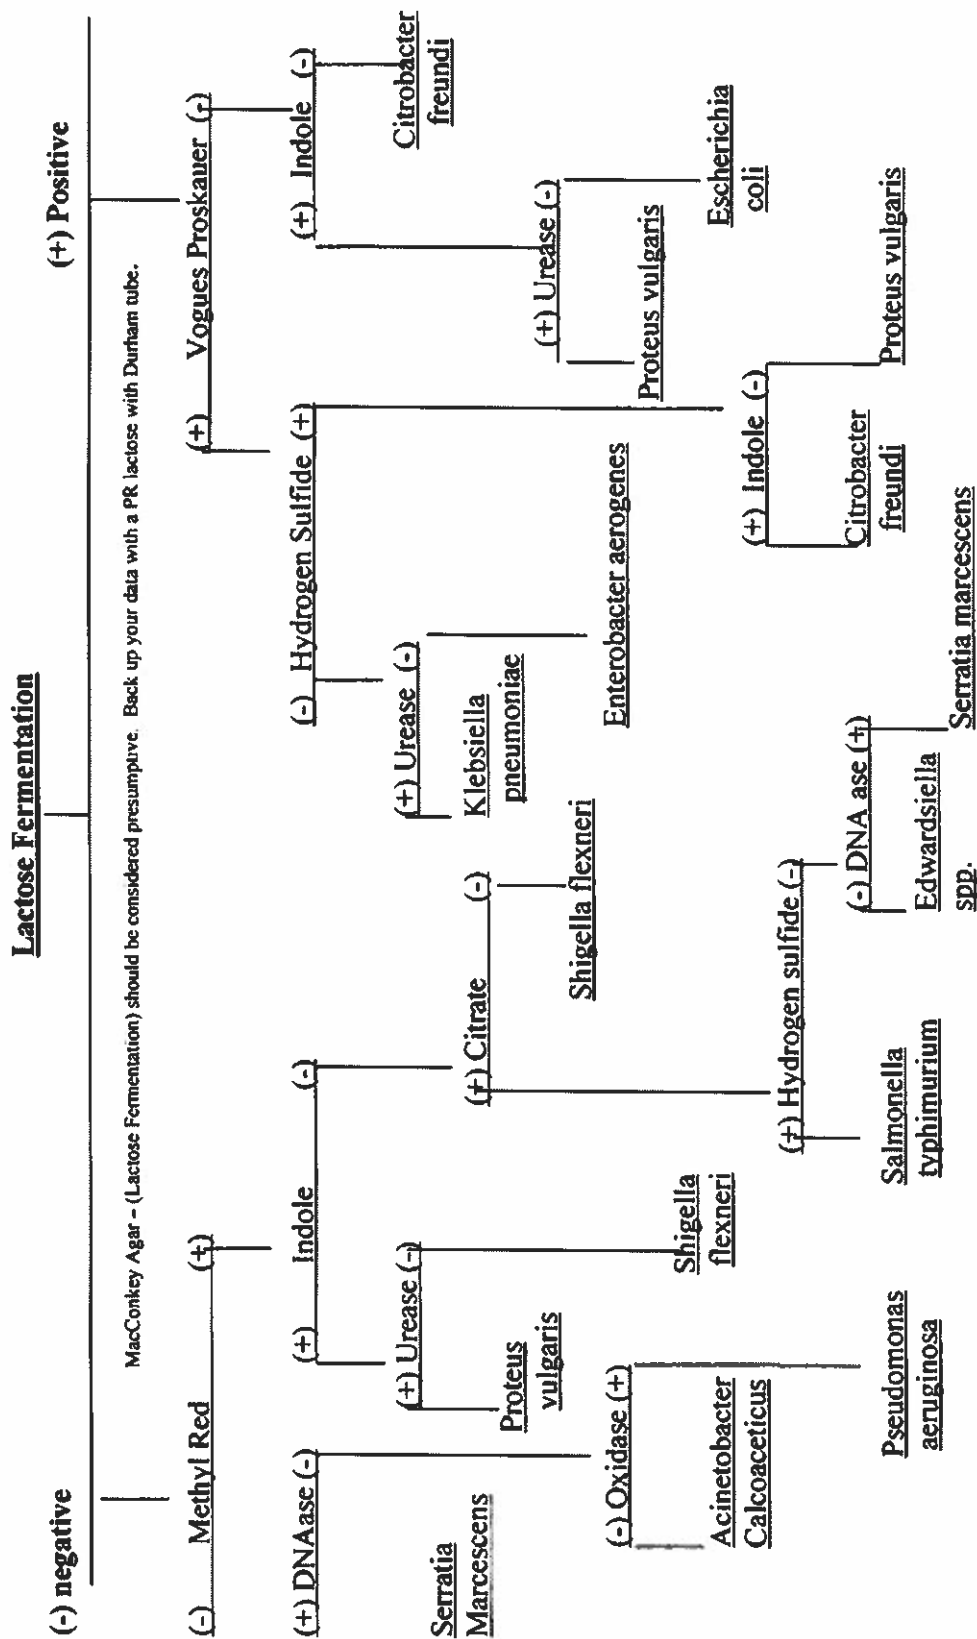 Lactose Fermentation
(-) negative
(+) Positive
MacConkey Agar – (Lactose Fermentation) should be considered presumptive. Back up your data with a PR lactose with Durham tube.
(-) Methyl Red (+)
(+) Vogues Proskauer (-)
(+) DNAase (-)
(+) Indole (-)
(-) Hydrogen Sulfide (+)
(+) Indole (-)
Serratia
Marcescens
(+) Urease (-)
(+) Urease (-)
Citrobacter
freundi
Proteus
vulgaris
(+) Citrate (-)
Klebsiella
pneumoniae
(+) Urease (-)
(-) Oxidase (+)
Shigella flexneri
Enterobacter aerogenes
Proteus vulgaris
Escherichia
coli
Acinetobacter
Calcoaceticus
Shigella
flexneri
(+) Hydrogen sulfide (-)
(+) Indole (-)
Pseudomonas
aeruginosa
Salmonella
typhimurium
(-) DNA ase (+)
Citrobacter
freundi
Proteus vulgaris
Edwardsiella
spp.
Serratia marcescens